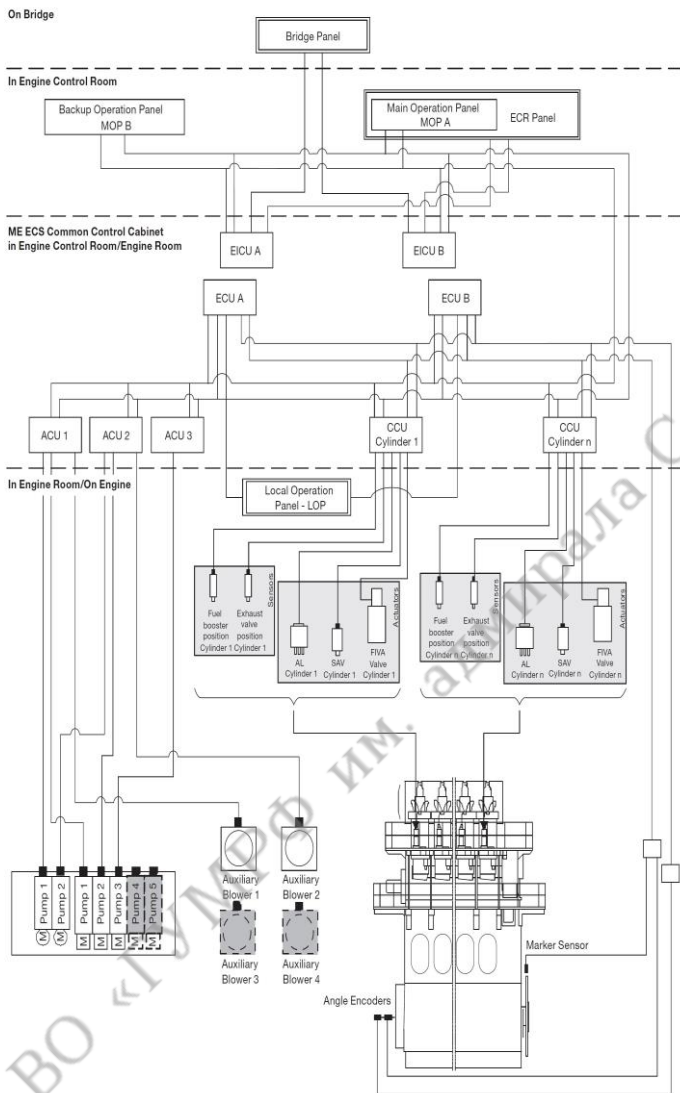 On Bridge
Bridge Panel
In Engine Control Room
Backup Operation Panel
MOP B
Main Operation Panel
MOP A
ECR Panel
ME ECS Common Control Cabinet
in Engine Control Room/Engine Room
EICU A
EICU B
ECU A
ECU B
ACU 1
ACU 2
ACU 3
CCU
Cylinder 1
CCU
Cylinder n
In Engine Room/On Engine
Local Operation
Panel - LOP
Sensors
Fuel
booster
position
Cylinder 1
Exhaust
valve
position
Cylinder 1
Actuators
AL
Cylinder 1
SAV
Cylinder 1
FIVA
Valve
Cylinder 1
Sensors
Fuel
booster
position
Cylinder n
Exhaust
valve
position
Cylinder n
Actuators
AL
Cylinder n
SAV
Cylinder n
FIVA
Valve
Cylinder n
Pump 1
Pump 2
Pump 1
Pump 2
Pump 3
Pump 4
Pump 5
M
M
M
M
M
M
M
Auxiliary
Blower 1
Auxiliary
Blower 2
Auxiliary
Blower 3
Auxiliary
Blower 4
Marker Sensor
Angle Encoders
ВО «ГУМРФ им. адмирала С